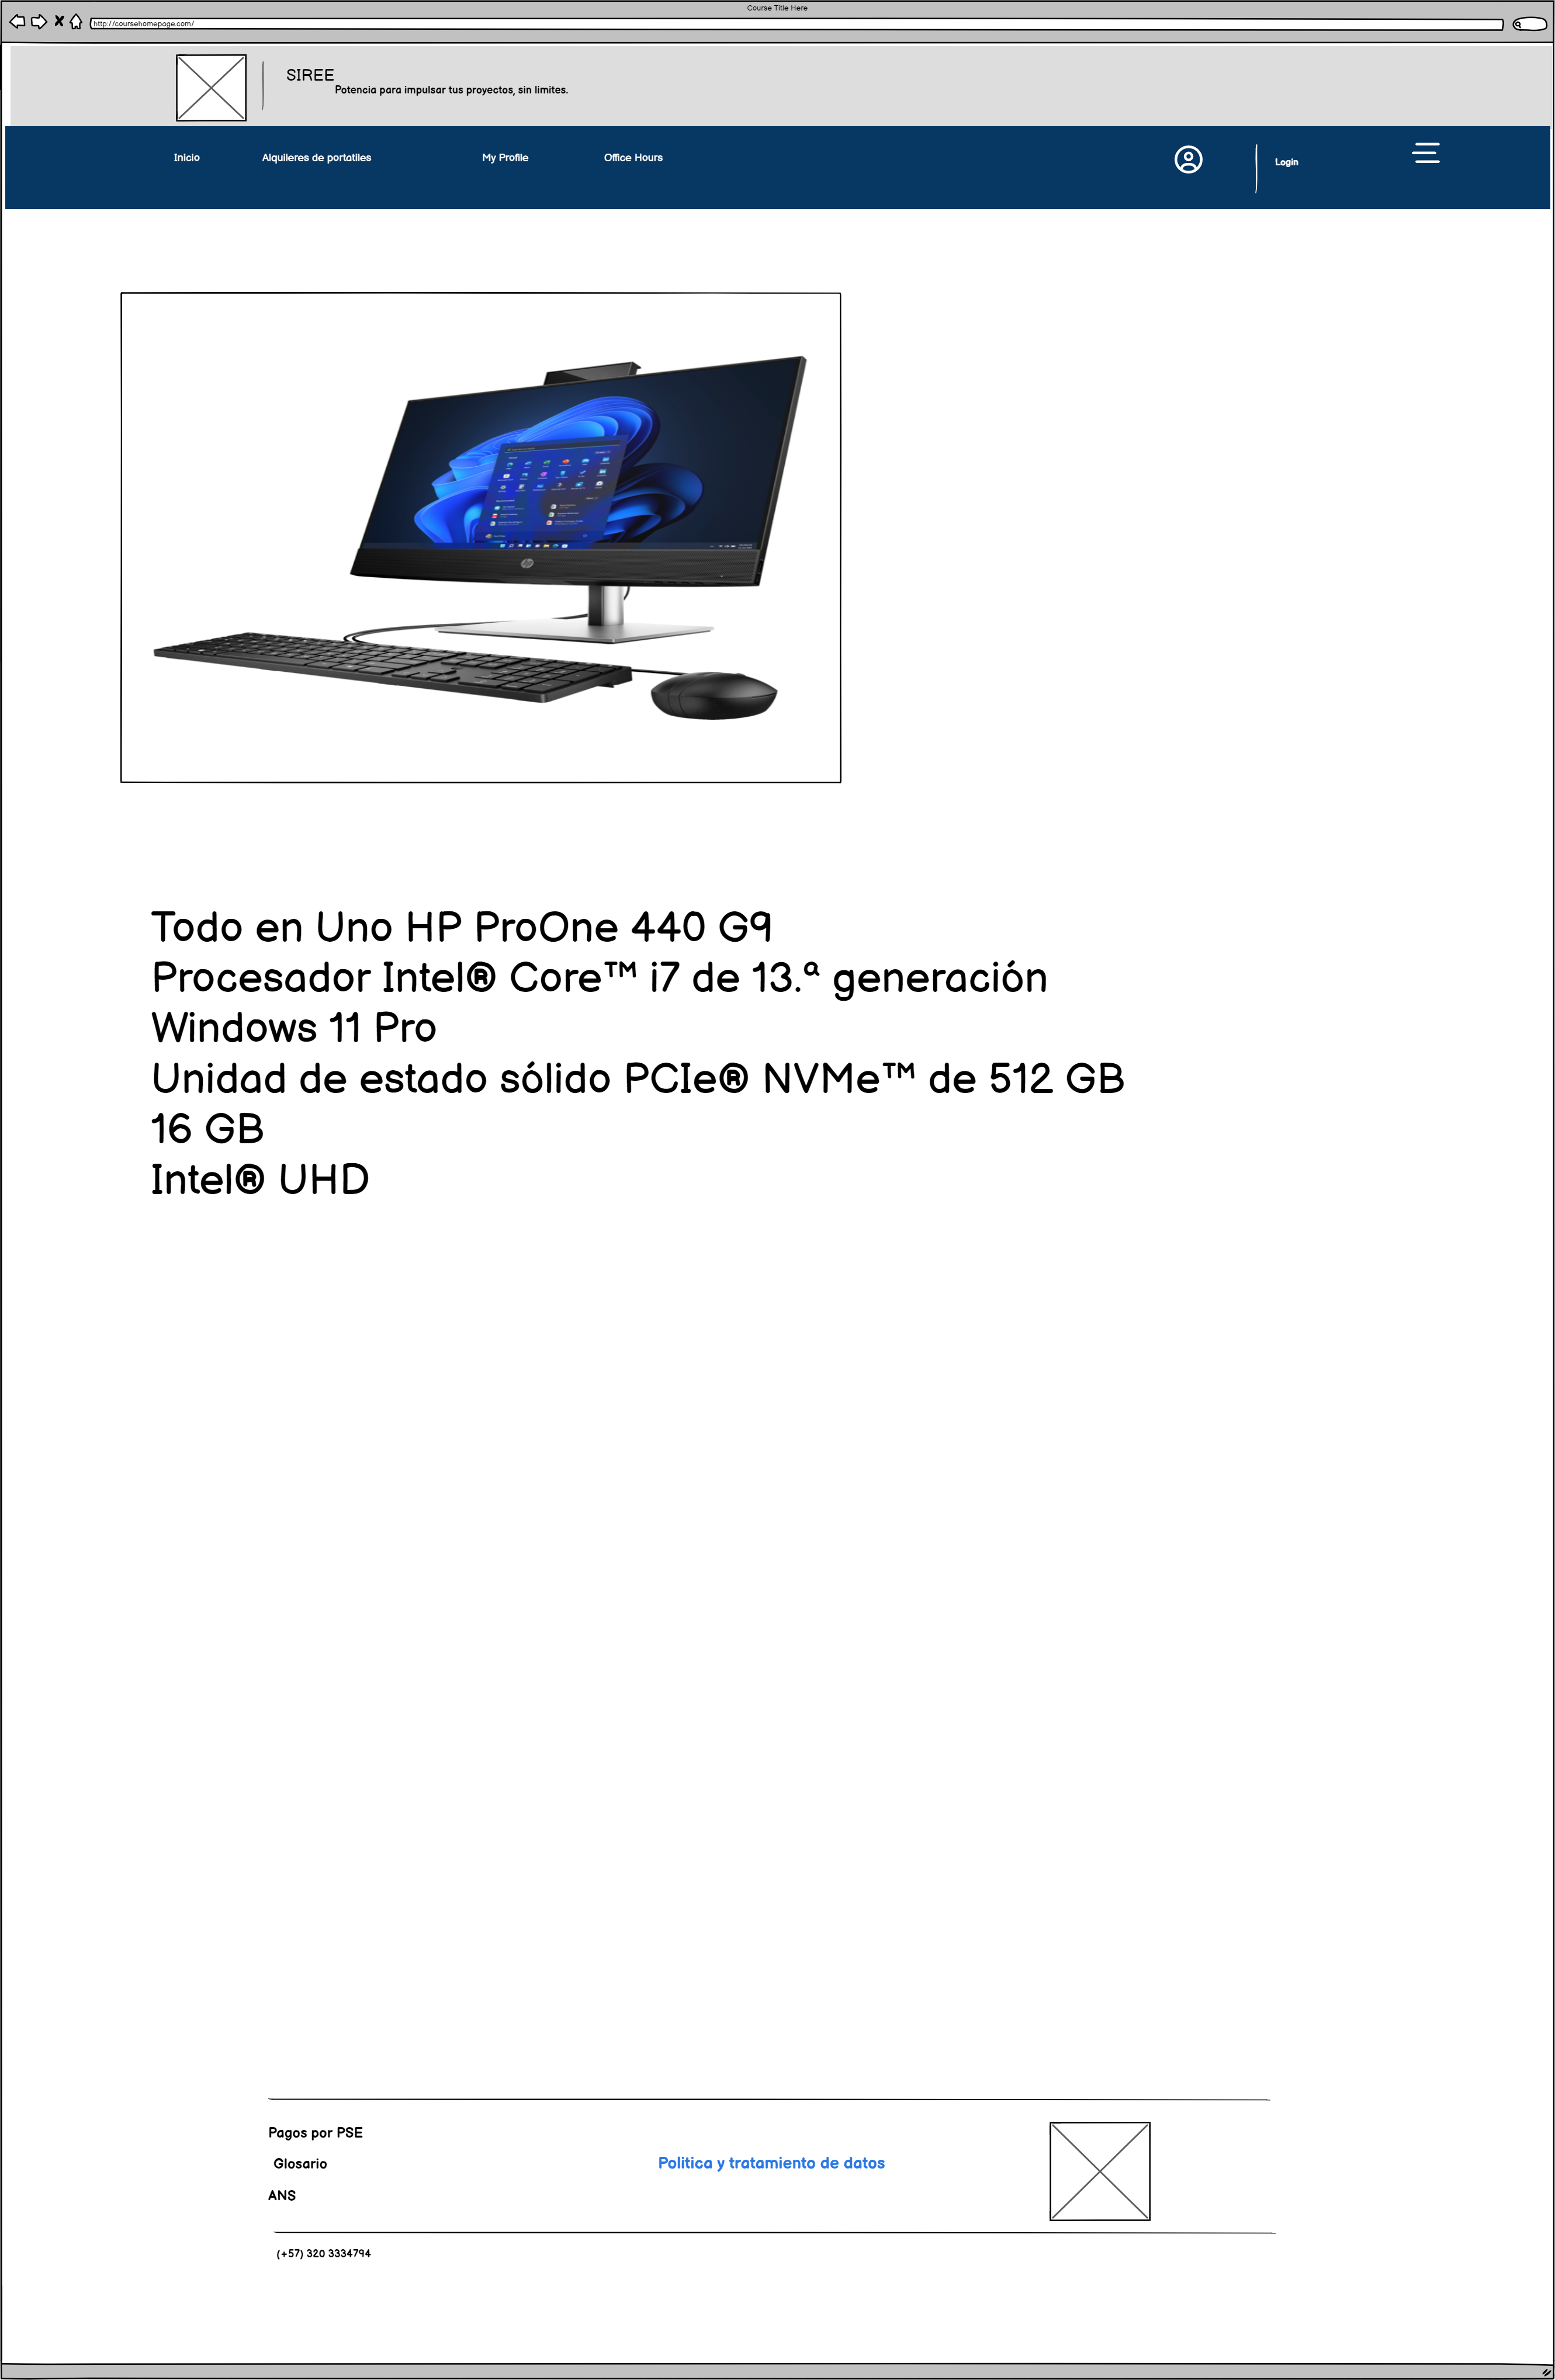 Course Title Here
http://coursehomepage.com/
SIREE
Potencia para impulsar tus proyectos, sin limites.
Inicio
Alquileres de portatiles
My Profile
Office Hours
Login
Todo en Uno HP ProOne 440 G9
Procesador Intel® Core™ i7 de 13.ª generación
Windows 11 Pro
Unidad de estado sólido PCIe® NVMe™ de 512 GB
16 GB
Intel® UHD
Pagos por PSE
Glosario
ANS
Politica y tratamiento de datos
(+57) 320 3334794